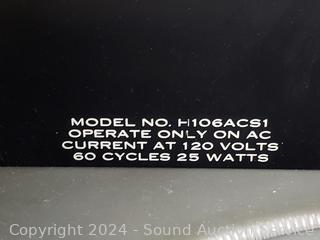 MODEL NO. H106ACS1
OPERATE ONLY ON AC
CURRENT AT 120 VOLTS
60 CYCLES 25 WATTS
Copyright 2024 - Sound Auction Service